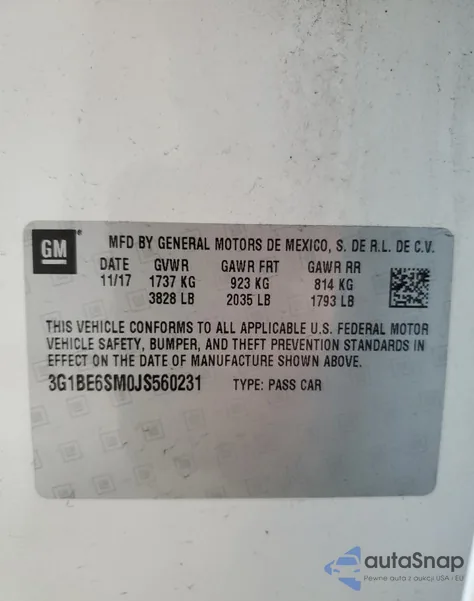 GM
MFD BY GENERAL MOTORS DE MEXICO, S. DE R.L. DE C.V.
DATE GVWR GAWR FRT GAWR RR
11/17 1737 KG 923 KG 814 KG
3828 LB 2035 LB 1793 LB
THIS VEHICLE CONFORMS TO ALL APPLICABLE U.S. FEDERAL MOTOR
VEHICLE SAFETY, BUMPER, AND THEFT PREVENTION STANDARDS IN
EFFECT ON THE DATE OF MANUFACTURE SHOWN ABOVE.
3G1BE6SM0JS560231 TYPE: PASS CAR
autaSnap
Pewne auta z aukcji USA i EU